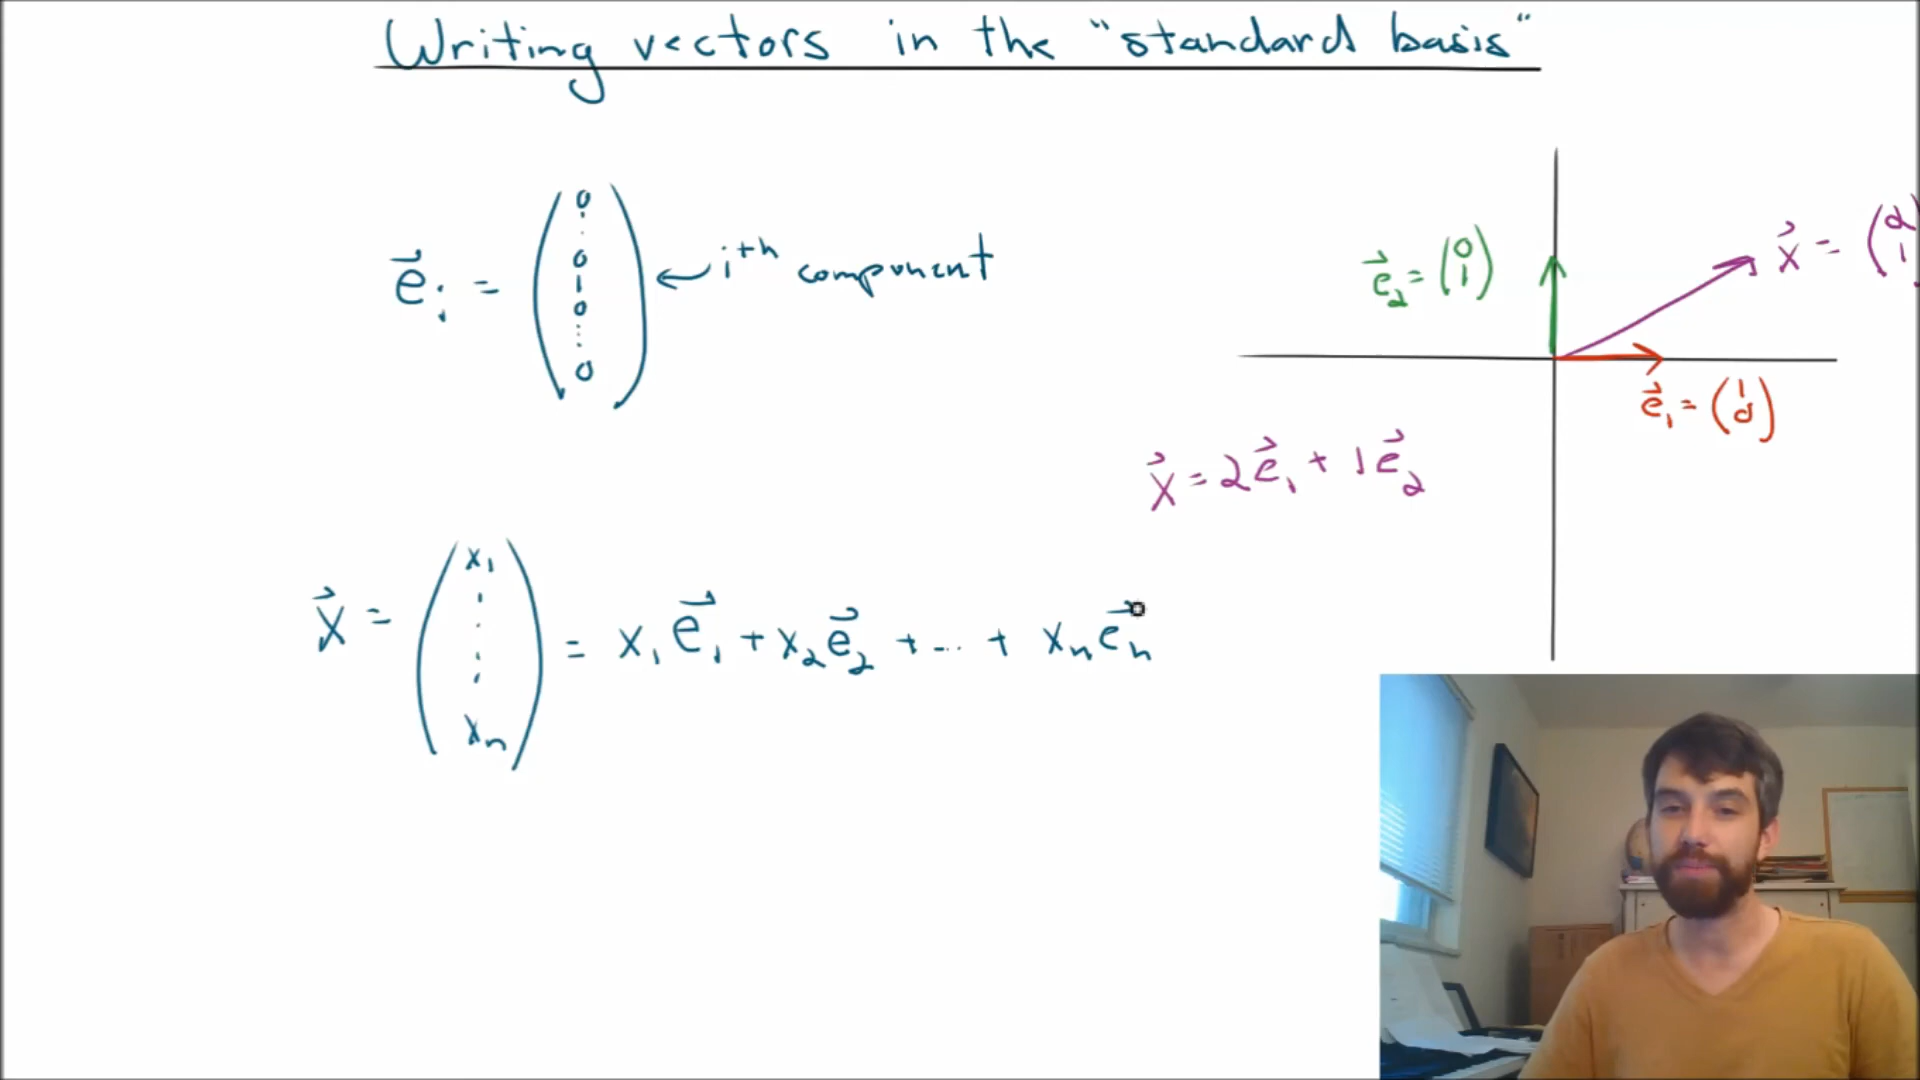 Writing vectors in the "standard basis"
e⃗ᵢ = (0 ⋮ 0 1 0 ⋮ 0) ← iᵗʰ component
e⃗₂ = (0 1)
x⃗ = (2 1)
e⃗₁ = (1 0)
x⃗ = 2e⃗₁ + 1e⃗₂
x⃗ = (x₁ ⋮ xₙ) = x₁e⃗₁ + x₂e⃗₂ + ... + xₙe⃗ₙ